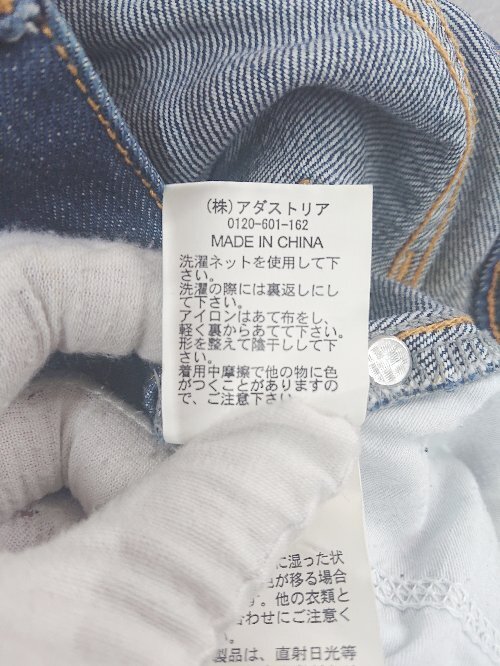 (株)アダストリア
0120-601-162
MADE IN CHINA
洗濯ネットを使用して下
さい。
洗濯の際には裏返しにし
て下さい。
アイロンはあて布をし、
軽く裏からあてて下さい。
形を整えて陰干しして下
さい。
着用中摩擦で他の物に色
がつくことがありますの
で、ご注意下さい。
に湿った状
色が移る場合
す。他の衣類と
合わせにご注意く
い。
製品は、直射日光等